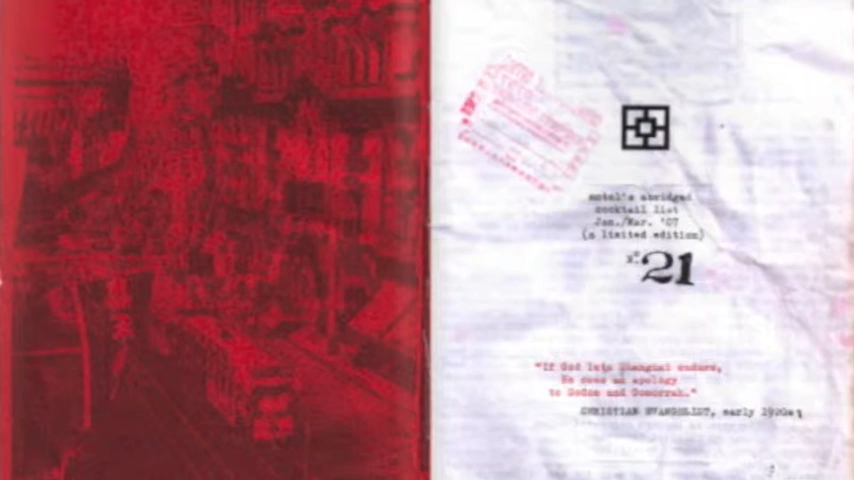 motel's abridged
cocktail list
Jan./Mar. '07
(a limited edition)
No. 21
"If God lets Shanghai endure,
He owes an apology
to Sodom and Gomorrah."
CHRISTIAN EVANGELIST, early 1920s